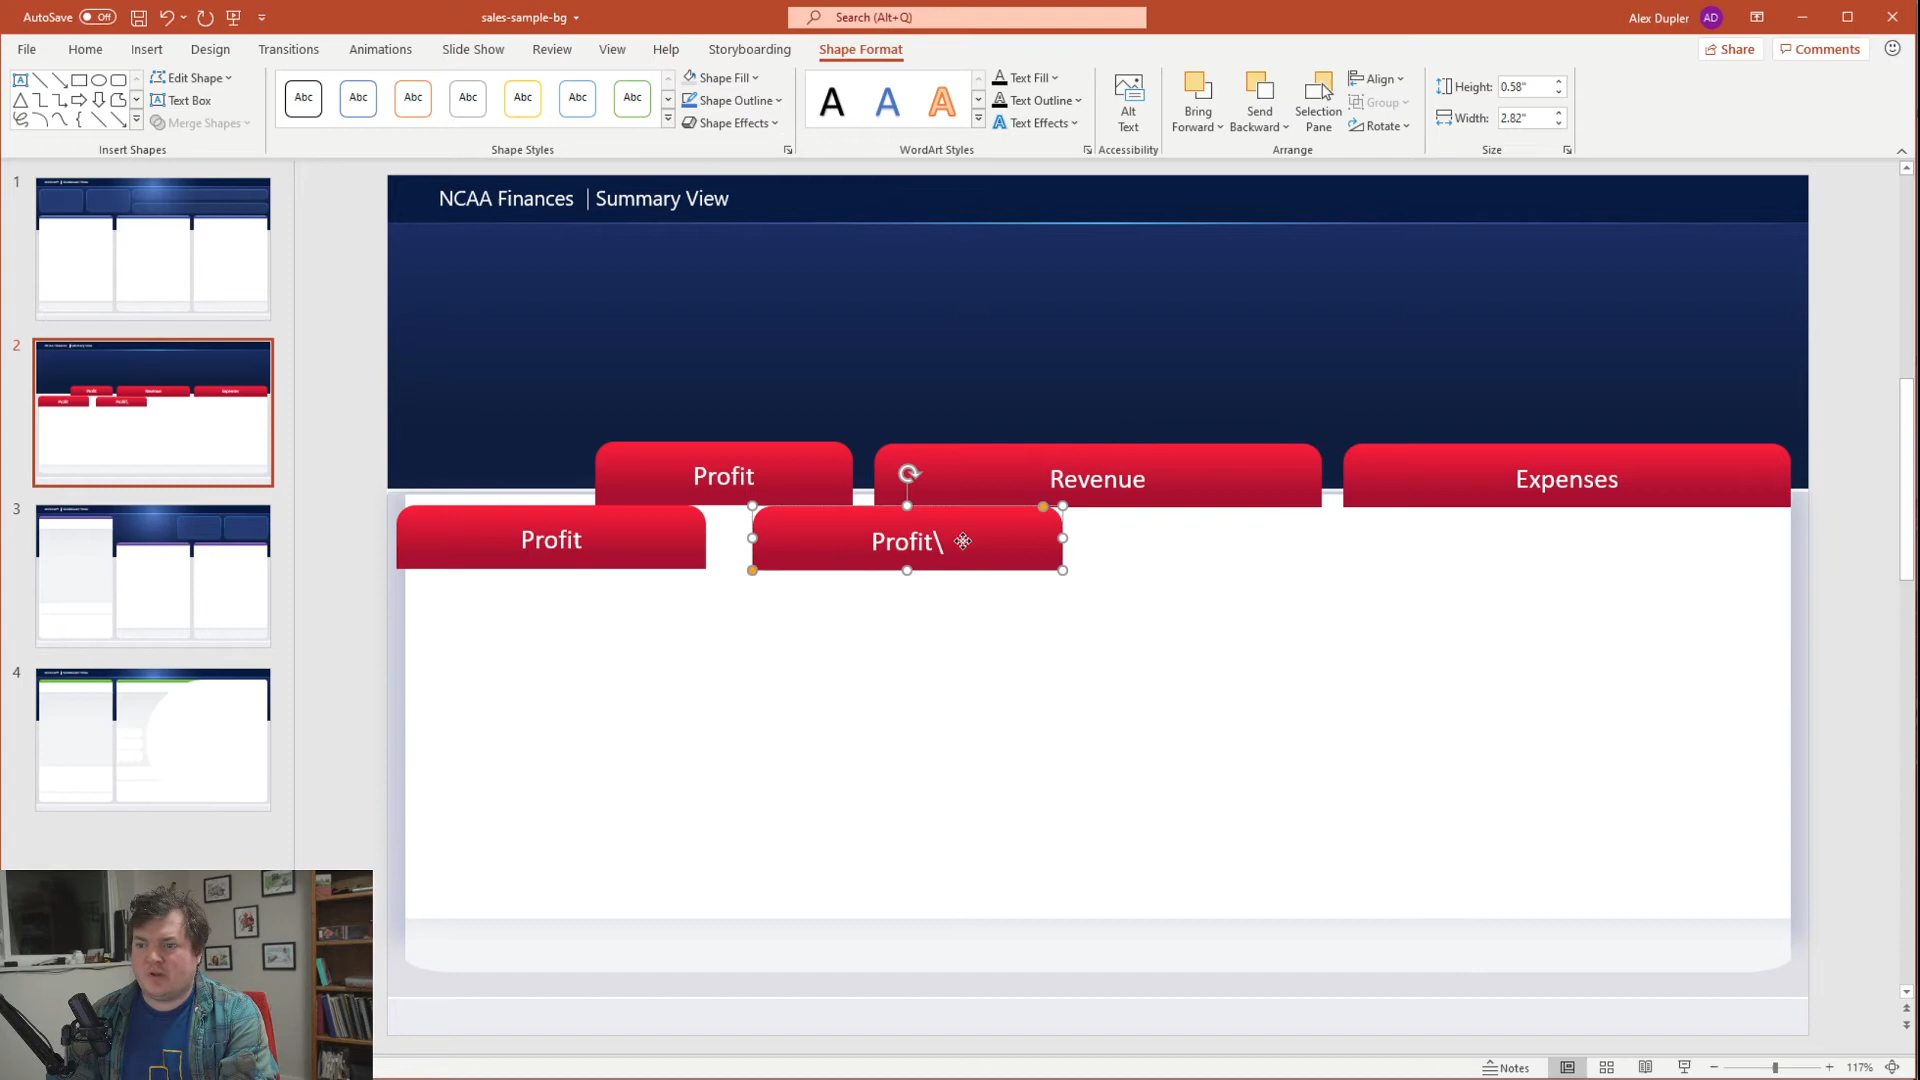 AutoSave Off
sales-sample-bg
Search (Alt+Q)
Alex Dupler AD
File Home Insert Design Transitions Animations Slide Show Review View Help Storyboarding Shape Format
Share Comments
Edit Shape
Text Box
Merge Shapes
Insert Shapes
Abc Abc Abc Abc Abc Abc Abc
Shape Fill
Shape Outline
Shape Effects
Shape Styles
A A A
Text Fill
Text Outline
Text Effects
WordArt Styles
Alt
Text
Accessibility
Bring
Forward
Send
Backward
Selection
Pane
Align
Group
Rotate
Arrange
Height: 0.58"
Width: 2.82"
Size
1
2
3
4
NCAA Finances | Summary View
Profit
Revenue
Expenses
Profit
Profit\
Notes
117%